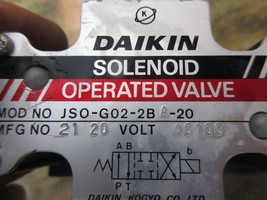 K
DAIKIN
SOLENOID
OPERATED VALVE
MOD NO JSO-G02-2BA-20
MFG NO 21 20 VOLT AC100
A B
b
P T
DAIKIN KOGYO CO LTD